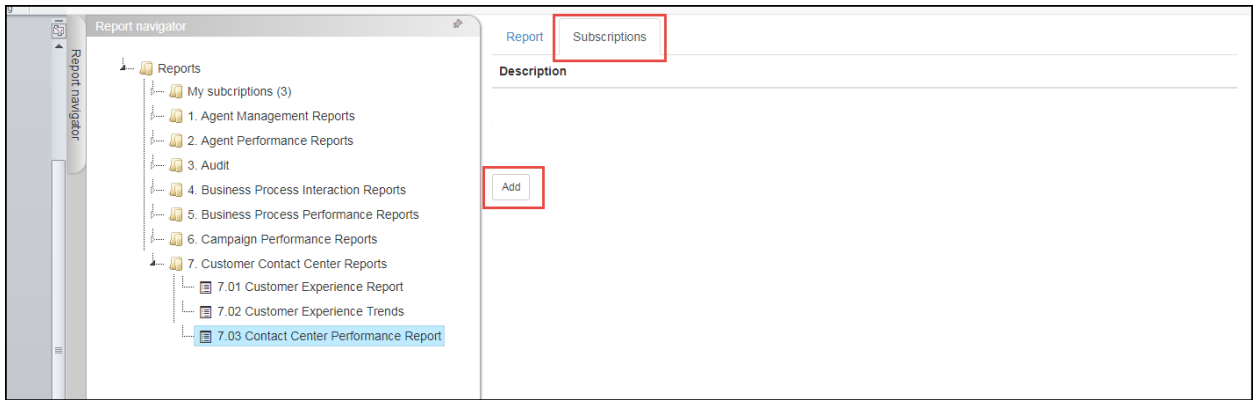 Report navigator
Report navigator
Reports
My subcriptions (3)
1. Agent Management Reports
2. Agent Performance Reports
3. Audit
4. Business Process Interaction Reports
5. Business Process Performance Reports
6. Campaign Performance Reports
7. Customer Contact Center Reports
7.01 Customer Experience Report
7.02 Customer Experience Trends
7.03 Contact Center Performance Report
Report Subscriptions
Description
Add